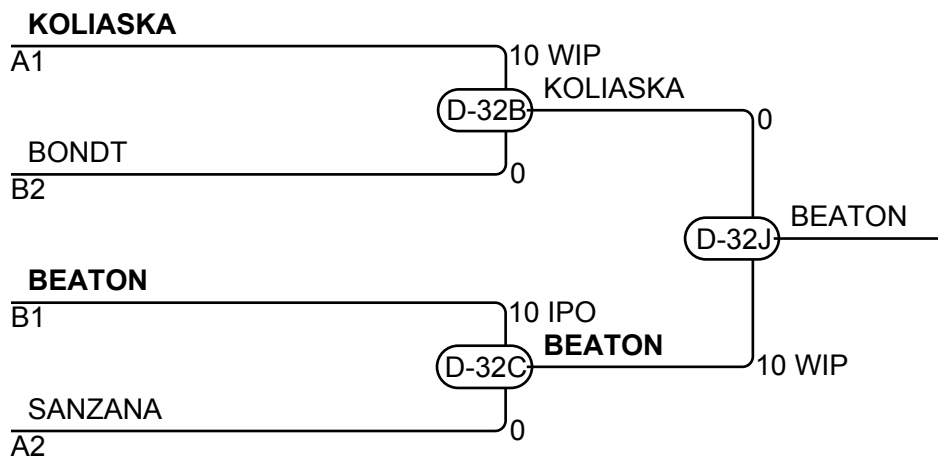 KOLIASKA
A1
10 WIP
KOLIASKA
D-32B
0
BONDT
B2
0
BEATON
D-32J
BEATON
B1
10 IPO
BEATON
D-32C
10 WIP
SANZANA
A2
0